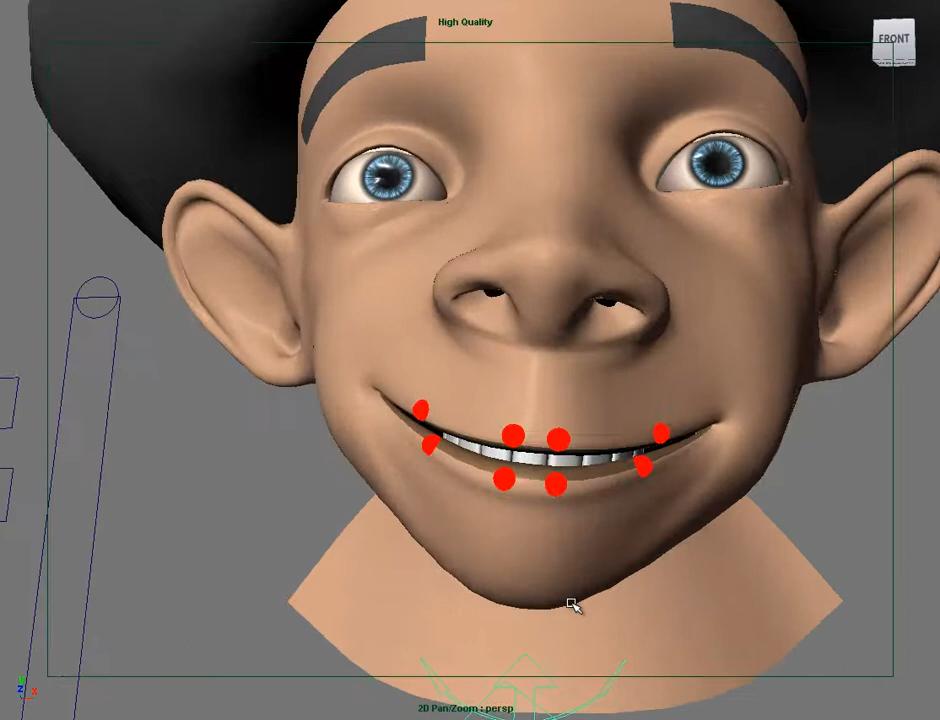 High Quality
FRONT
y
z
x
2D Pan/Zoom : persp